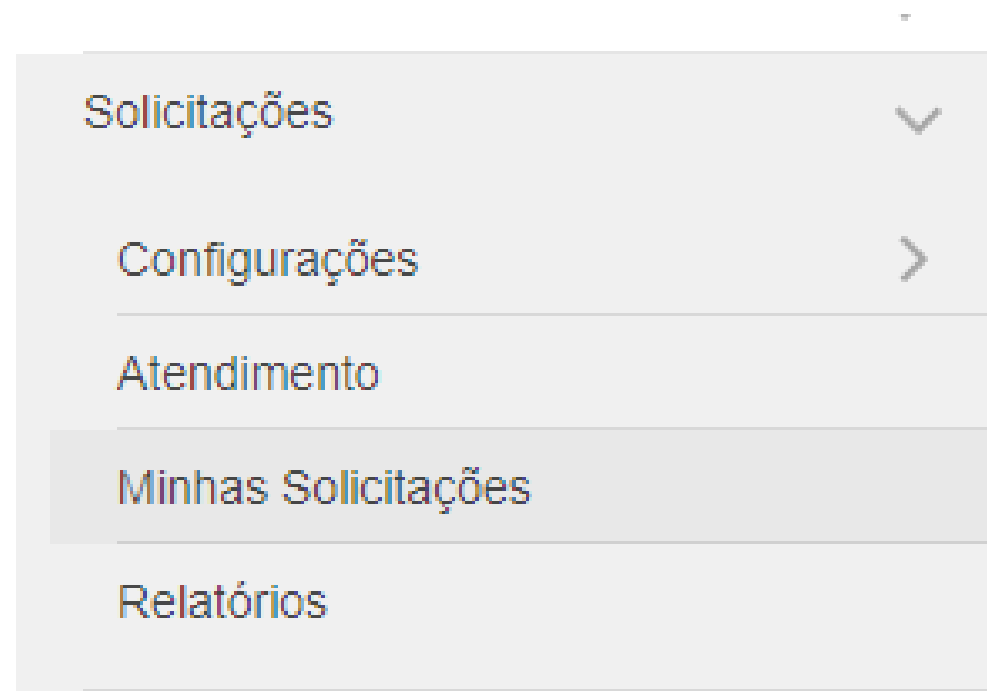 Solicitações
Configurações
Atendimento
Minhas Solicitações
Relatórios